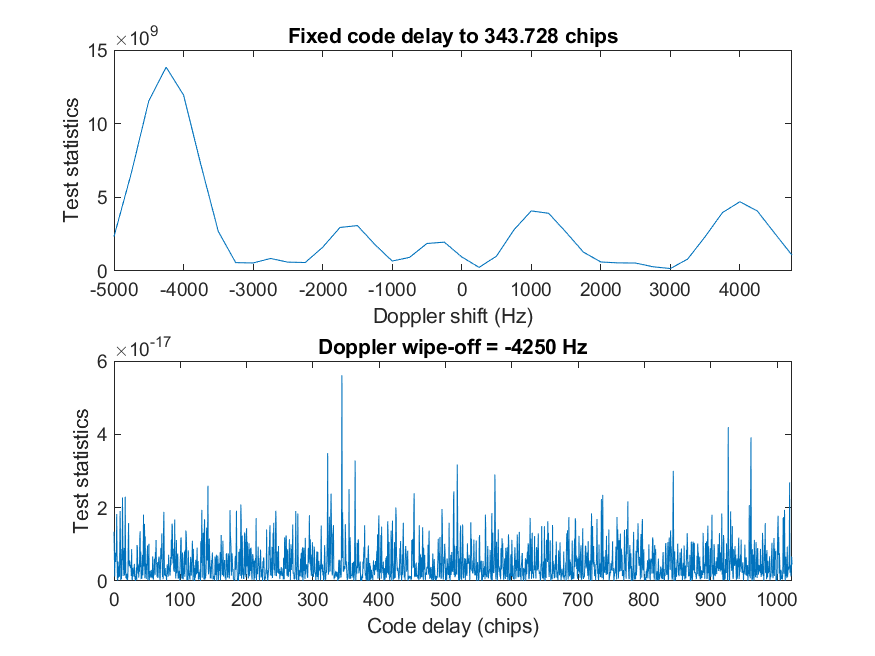 ×10^9
Fixed code delay to 343.728 chips
15
10
5
0
Test statistics
-5000 -4000 -3000 -2000 -1000 0 1000 2000 3000 4000
Doppler shift (Hz)
×10^-17
Doppler wipe-off = -4250 Hz
6
4
2
0
Test statistics
0 100 200 300 400 500 600 700 800 900 1000
Code delay (chips)